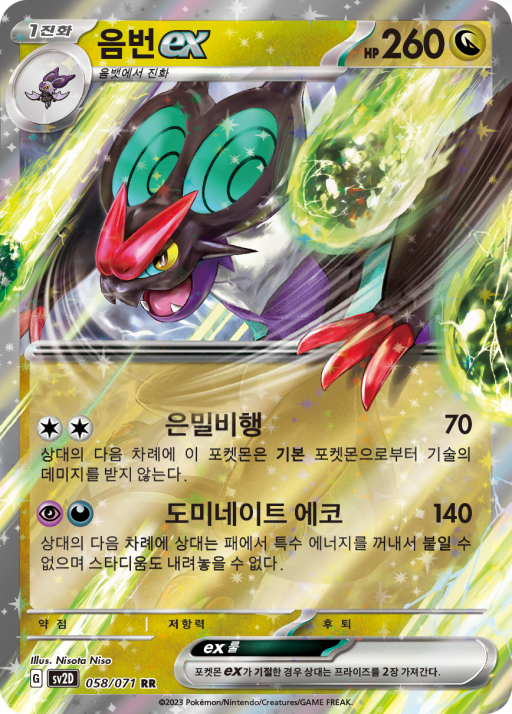 1진화
음번 ex
HP 260
음뱃에서 진화
은밀비행 70
상대의 다음 차례에 이 포켓몬은 기본 포켓몬으로부터 기술의
데미지를 받지 않는다.
도미네이트 에코 140
상대의 다음 차례에 상대는 패에서 특수 에너지를 꺼내서 붙일 수
없으며 스타디움도 내려놓을 수 없다.
약점 저항력 후퇴
ex 룰
포켓몬 ex가 기절한 경우 상대는 프라이즈를 2장 가져간다.
Illus. Nisota Niso
G sv2D 058/071 RR
©2023 Pokémon/Nintendo/Creatures/GAME FREAK.